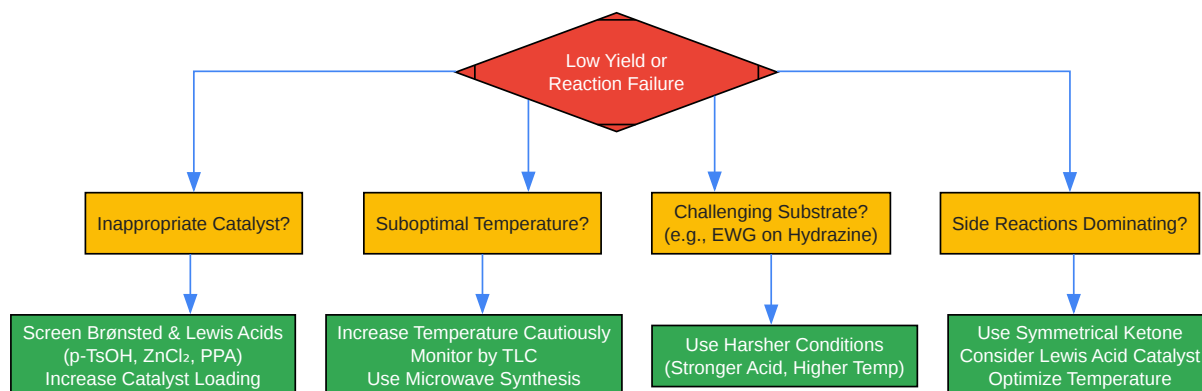 Low Yield or
Reaction Failure
Inappropriate Catalyst?
Suboptimal Temperature?
Challenging Substrate?
(e.g., EWG on Hydrazine)
Side Reactions Dominating?
Screen Brønsted & Lewis Acids
(p-TsOH, ZnCl₂, PPA)
Increase Catalyst Loading
Increase Temperature Cautiously
Monitor by TLC
Use Microwave Synthesis
Use Harsher Conditions
(Stronger Acid, Higher Temp)
Use Symmetrical Ketone
Consider Lewis Acid Catalyst
Optimize Temperature